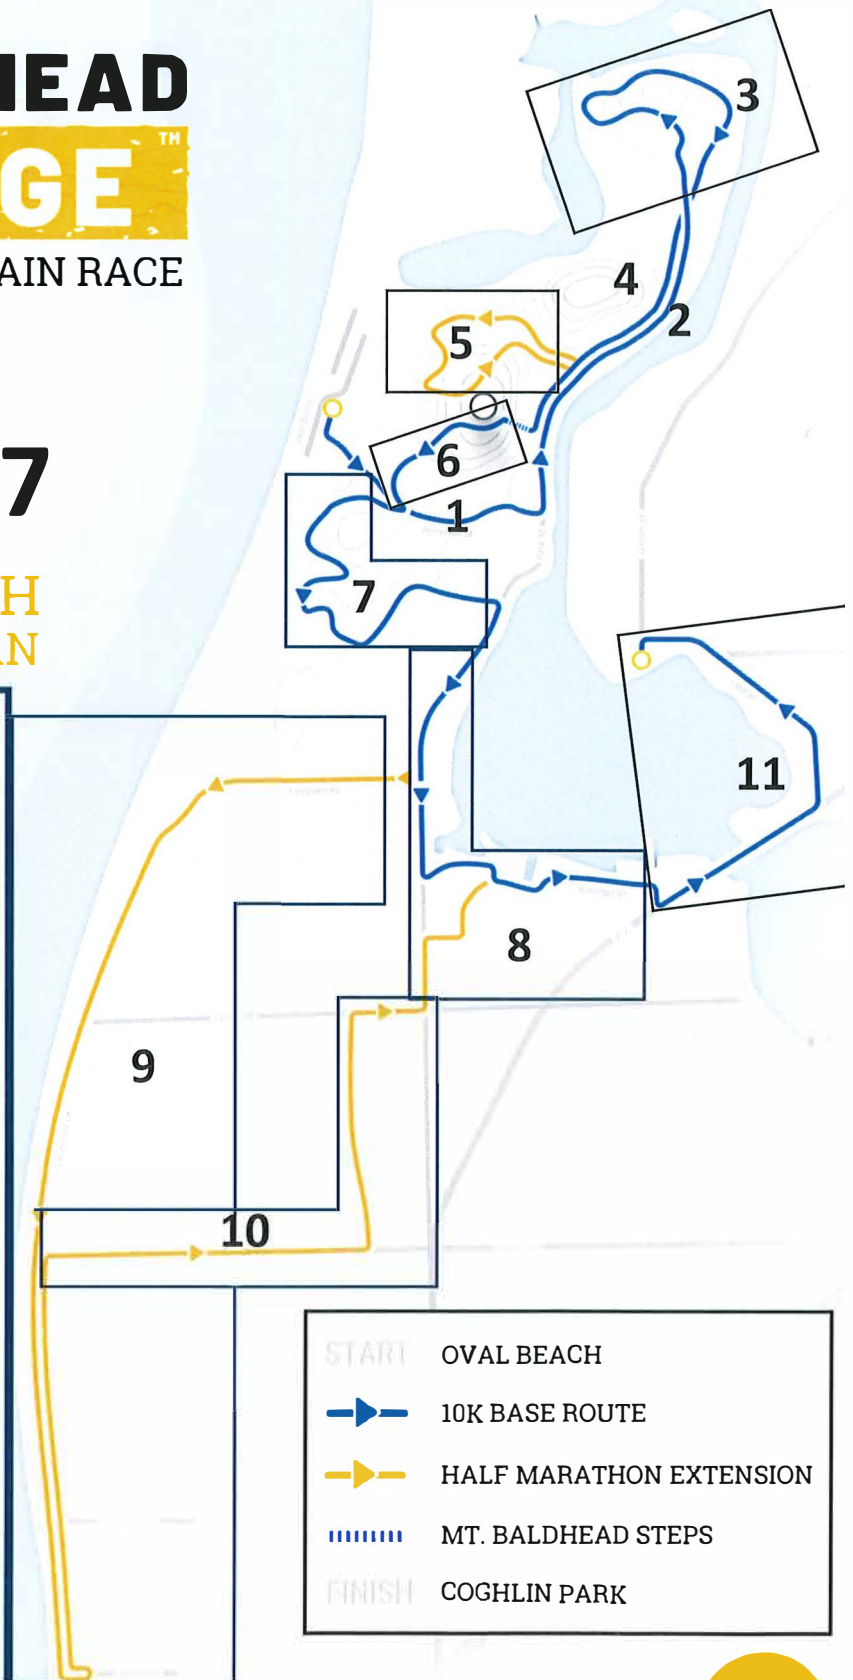 HEAD
GE TM
AIN RACE
7
H
AN
3
4
2
5
6
1
7
11
8
9
10
START OVAL BEACH
10K BASE ROUTE
HALF MARATHON EXTENSION
MT. BALDHEAD STEPS
FINISH COGHLIN PARK